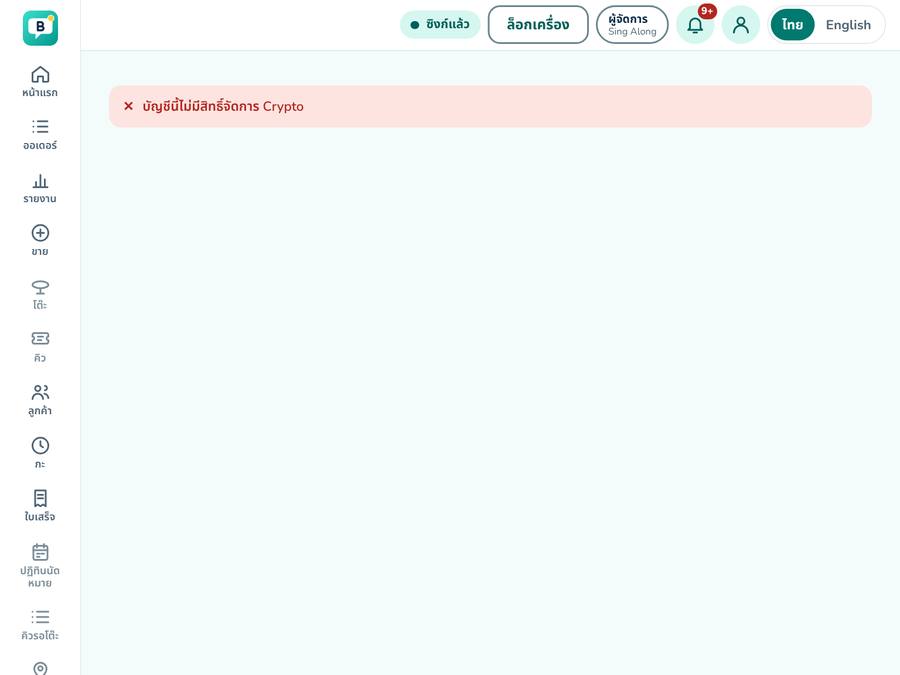 B
ซิงก์แล้ว
ล็อกเครื่อง
ผู้จัดการ
Sing Along
9+
ไทย
English
หน้าแรก
ออเดอร์
รายงาน
ขาย
โต๊ะ
คิว
ลูกค้า
กะ
ใบเสร็จ
ปฏิทินนัด
หมาย
คิวรอโต๊ะ
× บัญชีนี้ไม่มีสิทธิ์จัดการ Crypto